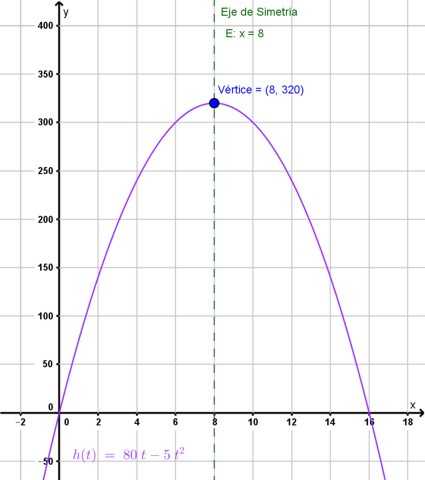 y
Eje de Simetría
E: x = 8
400
350
Vértice = (8, 320)
300
250
200
150
100
50
0
x
−2 0 2 4 6 8 10 12 14 16 18
−50
h(t) = 80 t − 5 t²